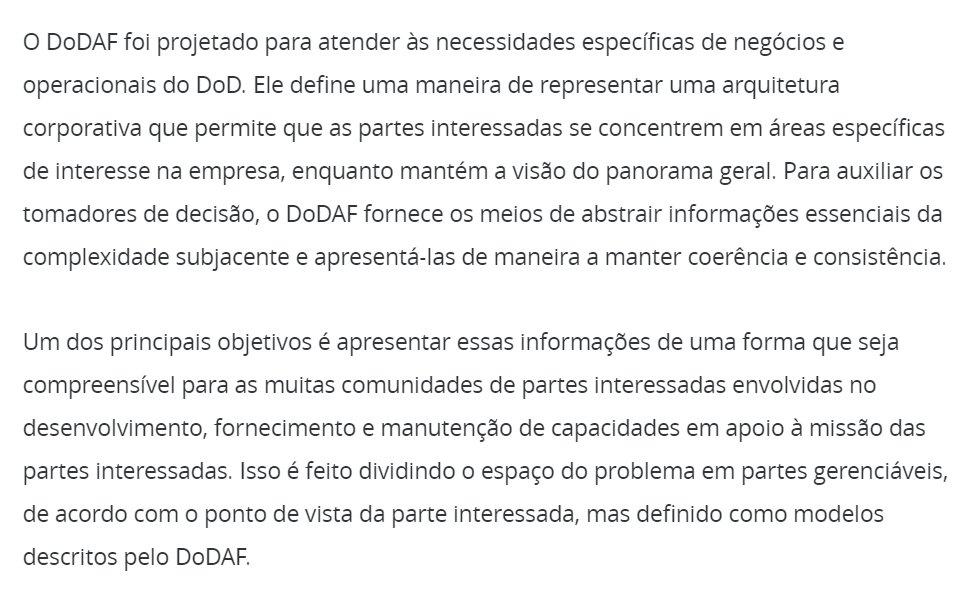 O DoDAF foi projetado para atender às necessidades específicas de negócios e
operacionais do DoD. Ele define uma maneira de representar uma arquitetura
corporativa que permite que as partes interessadas se concentrem em áreas específicas
de interesse na empresa, enquanto mantém a visão do panorama geral. Para auxiliar os
tomadores de decisão, o DoDAF fornece os meios de abstrair informações essenciais da
complexidade subjacente e apresentá-las de maneira a manter coerência e consistência.
Um dos principais objetivos é apresentar essas informações de uma forma que seja
compreensível para as muitas comunidades de partes interessadas envolvidas no
desenvolvimento, fornecimento e manutenção de capacidades em apoio à missão das
partes interessadas. Isso é feito dividindo o espaço do problema em partes gerenciáveis,
de acordo com o ponto de vista da parte interessada, mas definido como modelos
descritos pelo DoDAF.